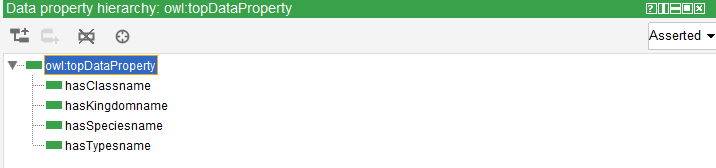 Data property hierarchy: owl:topDataProperty
Asserted
owl:topDataProperty
hasClassname
hasKingdomname
hasSpeciesname
hasTypesname